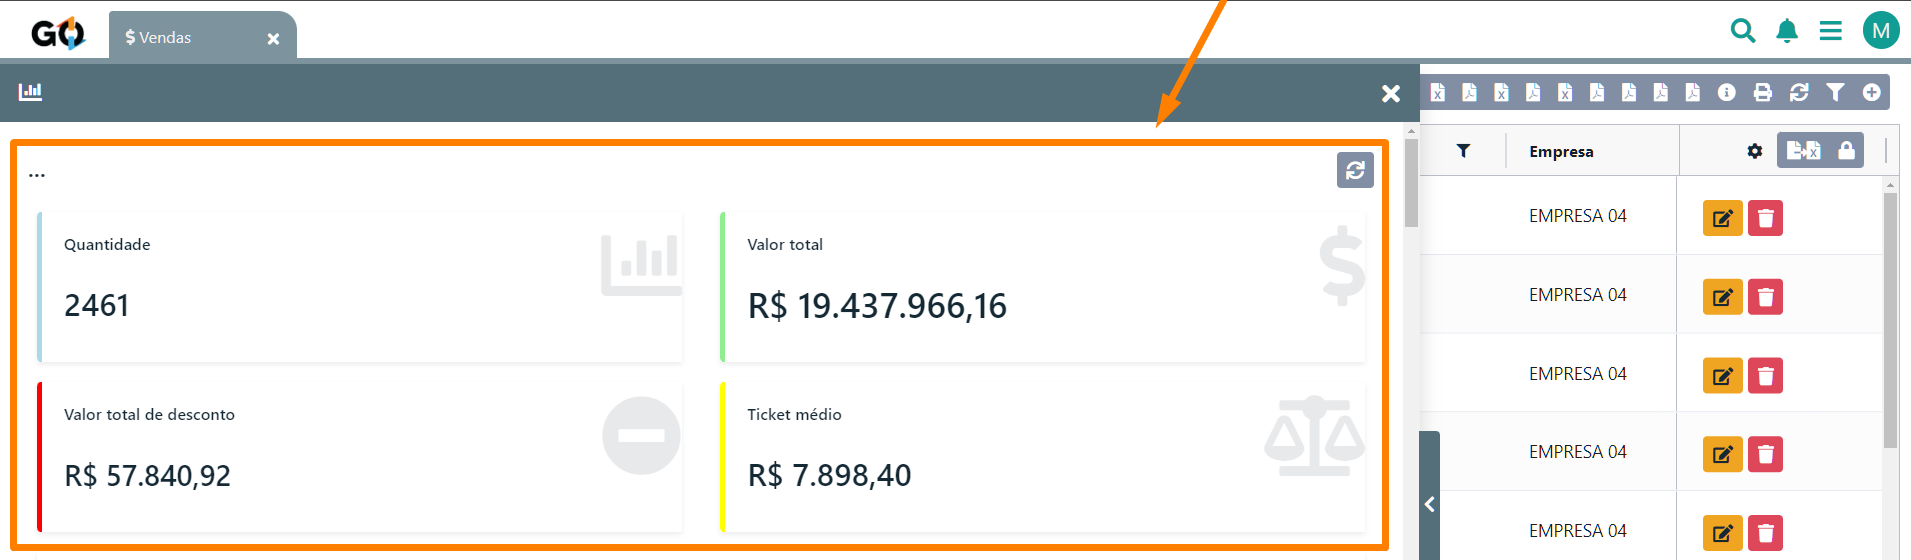 GO
$ Vendas
M
Empresa
...
Quantidade
2461
Valor total
R$ 19.437.966,16
Valor total de desconto
R$ 57.840,92
Ticket médio
R$ 7.898,40
EMPRESA 04
EMPRESA 04
EMPRESA 04
EMPRESA 04
EMPRESA 04